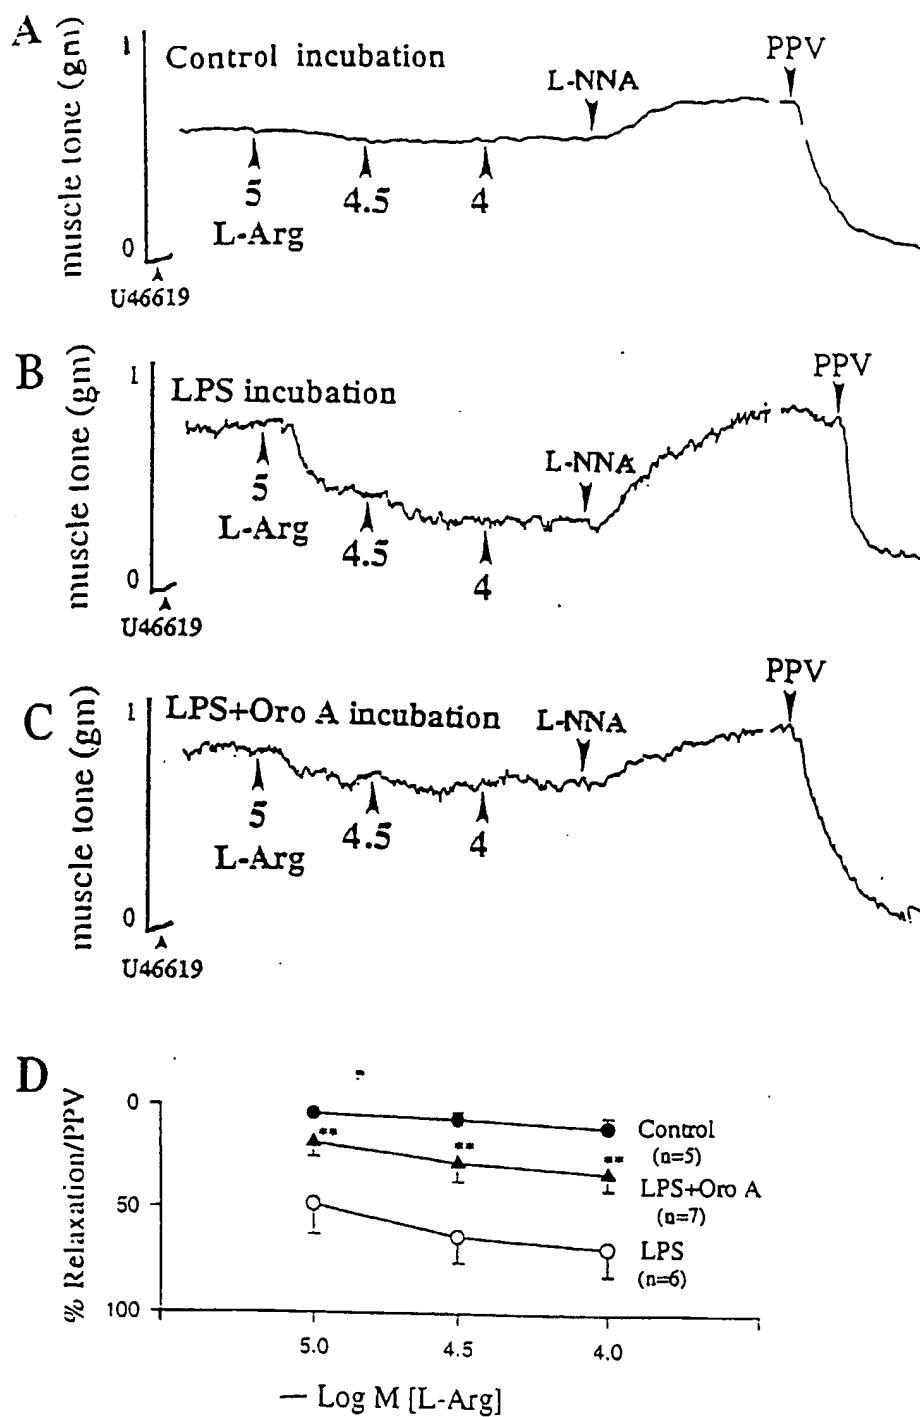 A
muscle tone (gm)
1
0
Control incubation
L-NNA
PPV
5
4.5
4
L-Arg
U46619
B
muscle tone (gm)
1
0
LPS incubation
L-NNA
PPV
5
4.5
4
L-Arg
U46619
C
muscle tone (gm)
1
0
LPS+Oro A incubation
L-NNA
PPV
5
4.5
4
L-Arg
U46619
D
% Relaxation/PPV
0
50
100
**
**
**
Control
(n=5)
LPS+Oro A
(n=7)
LPS
(n=6)
5.0
4.5
4.0
— Log M [L-Arg]